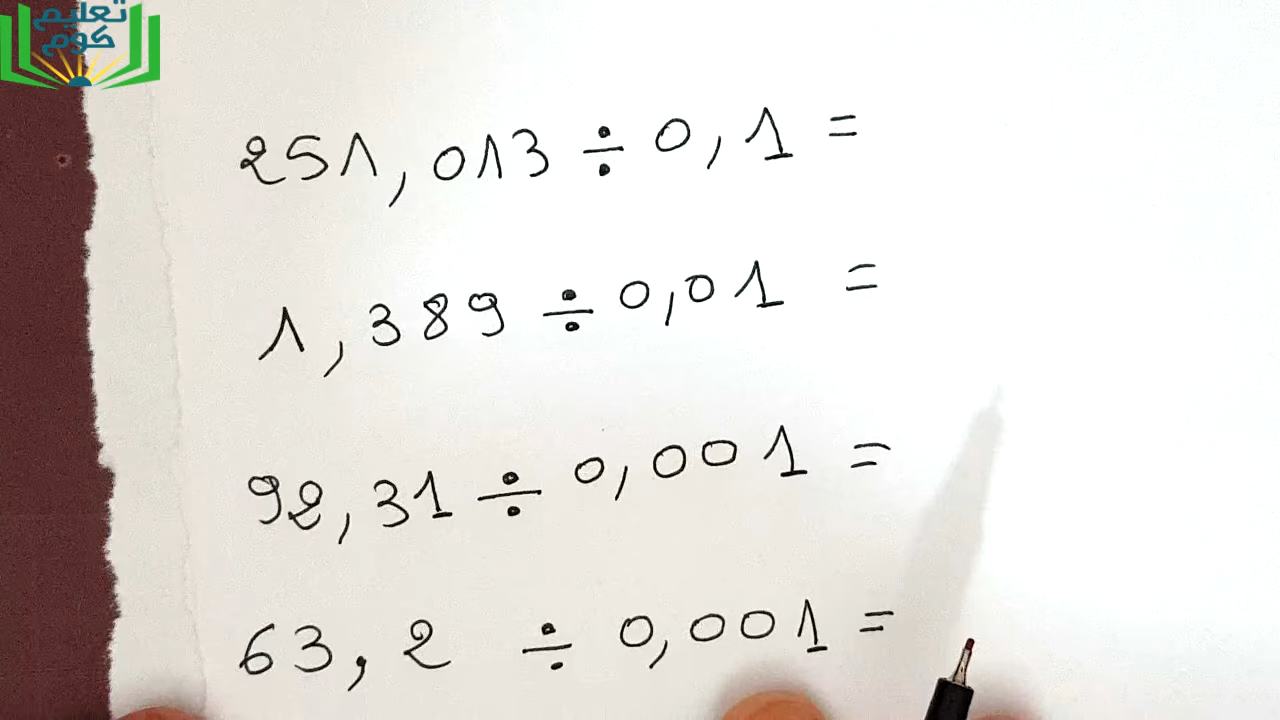 تعليم
كوم
251,013 ÷ 0,1 =
1,389 ÷ 0,01 =
92,31 ÷ 0,001 =
63,2 ÷ 0,001 =